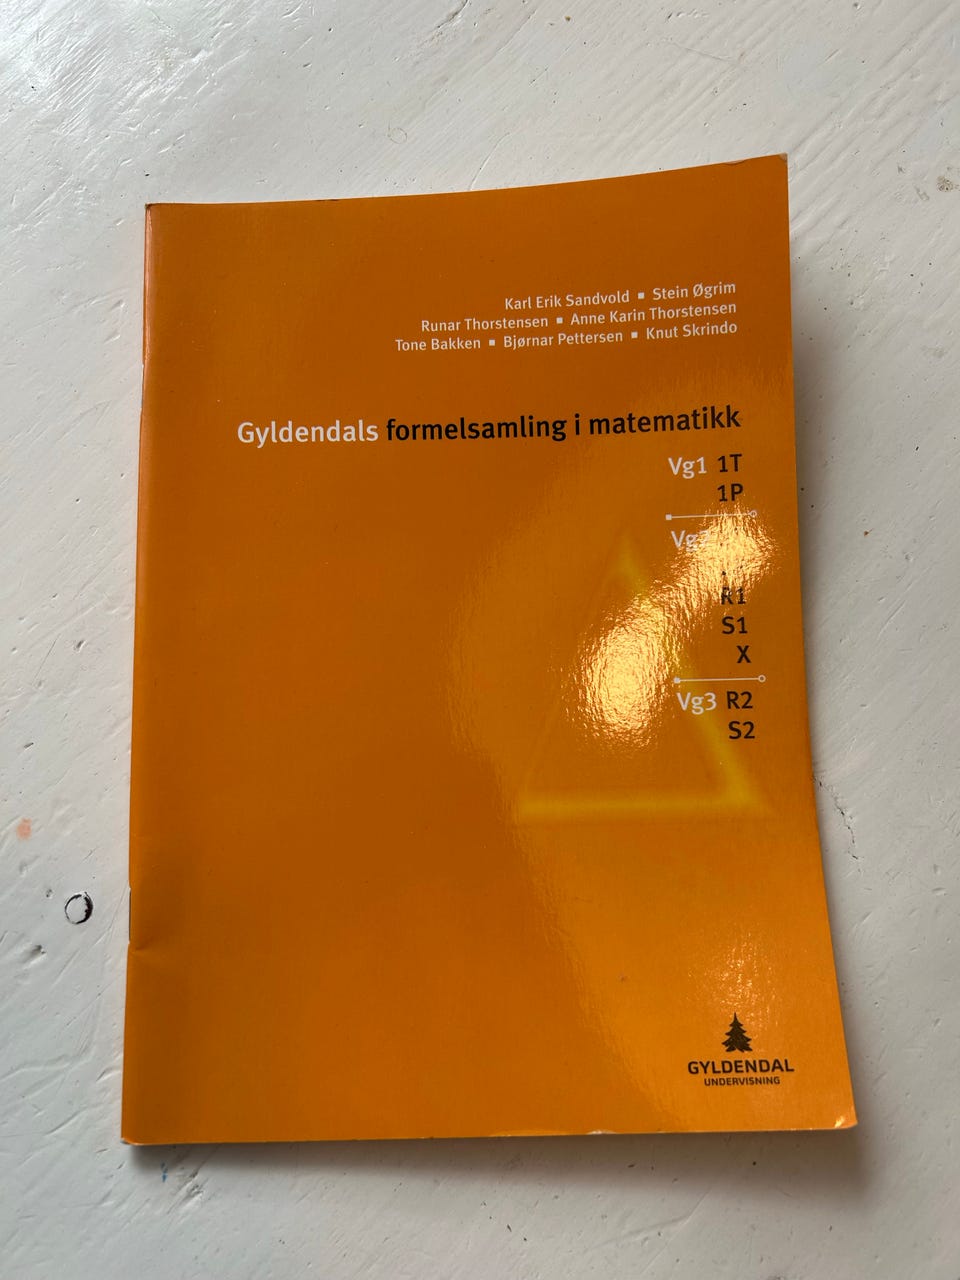 Karl Erik Sandvold ▪ Stein Øgrim
Runar Thorstensen ▪ Anne Karin Thorstensen
Tone Bakken ▪ Bjørnar Pettersen ▪ Knut Skrindo
Gyldendals formelsamling i matematikk
Vg1 1T
1P
R1
S1
X
Vg3 R2
S2
GYLDENDAL
UNDERVISNING